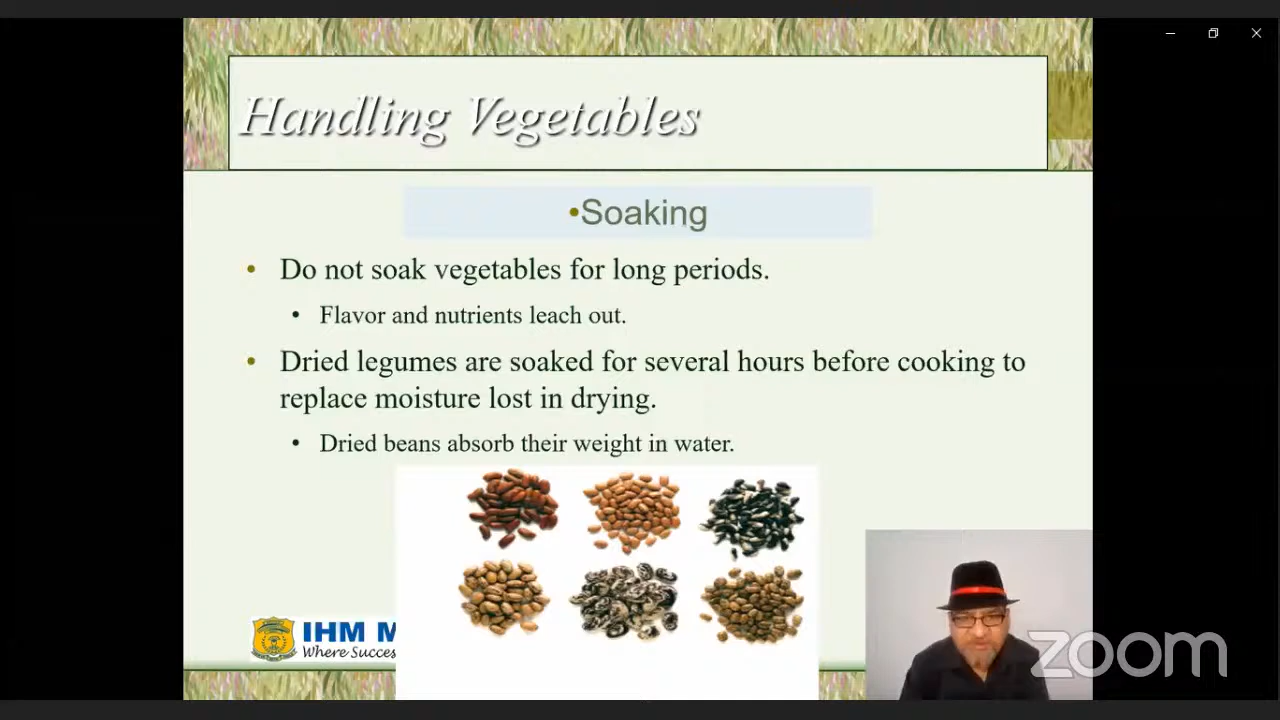 Handling Vegetables
•Soaking
• Do not soak vegetables for long periods.
• Flavor and nutrients leach out.
• Dried legumes are soaked for several hours before cooking to
replace moisture lost in drying.
• Dried beans absorb their weight in water.
IHM M
Where Succes
zoom